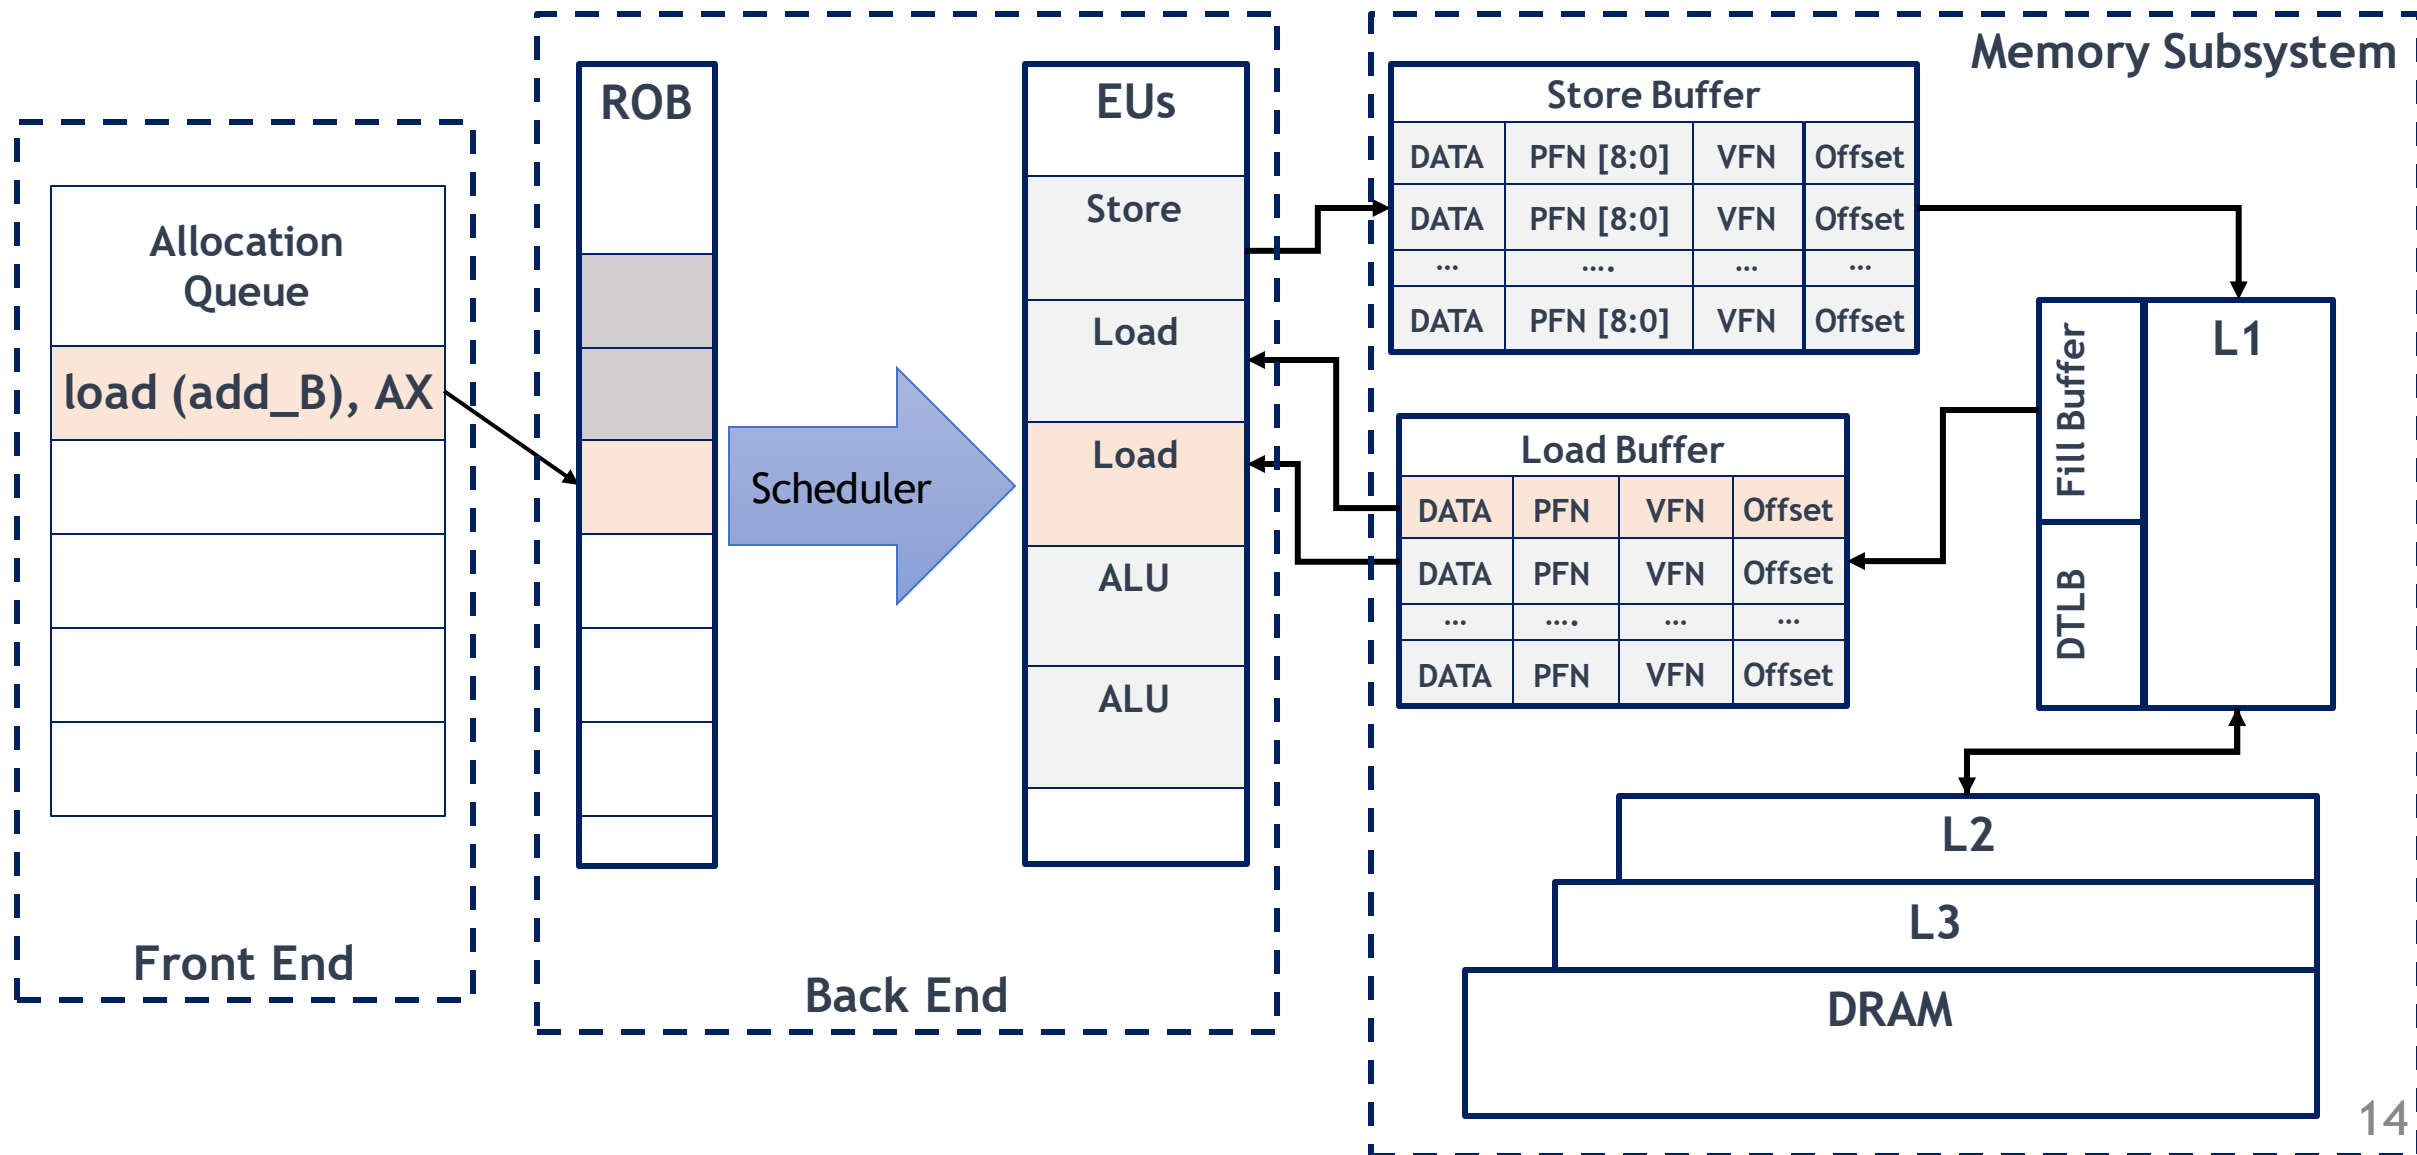 Memory Subsystem
Allocation
Queue
load (add_B), AX
Front End
ROB
Scheduler
EUs
Store
Load
Load
ALU
ALU
Back End
Store Buffer
DATA PFN [8:0] VFN Offset
DATA PFN [8:0] VFN Offset
... .... ... ...
DATA PFN [8:0] VFN Offset
Load Buffer
DATA PFN VFN Offset
DATA PFN VFN Offset
... .... ... ...
DATA PFN VFN Offset
Fill Buffer
DTLB
L1
L2
L3
DRAM
14